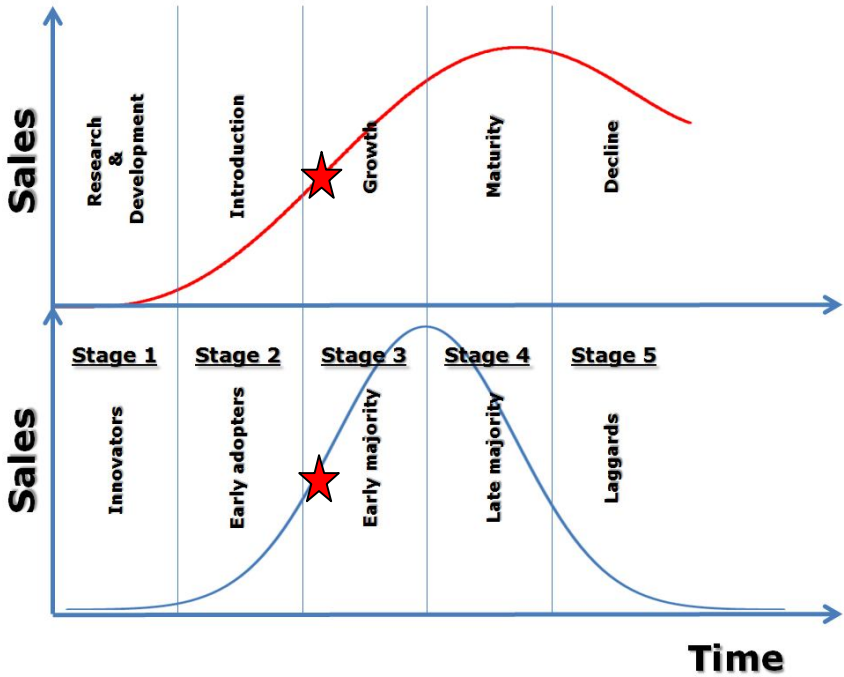 Sales
Research
&
Development
Introduction
Growth
Maturity
Decline
Stage 1
Stage 2
Stage 3
Stage 4
Stage 5
Sales
Innovators
Early adopters
Early majority
Late majority
Laggards
Time